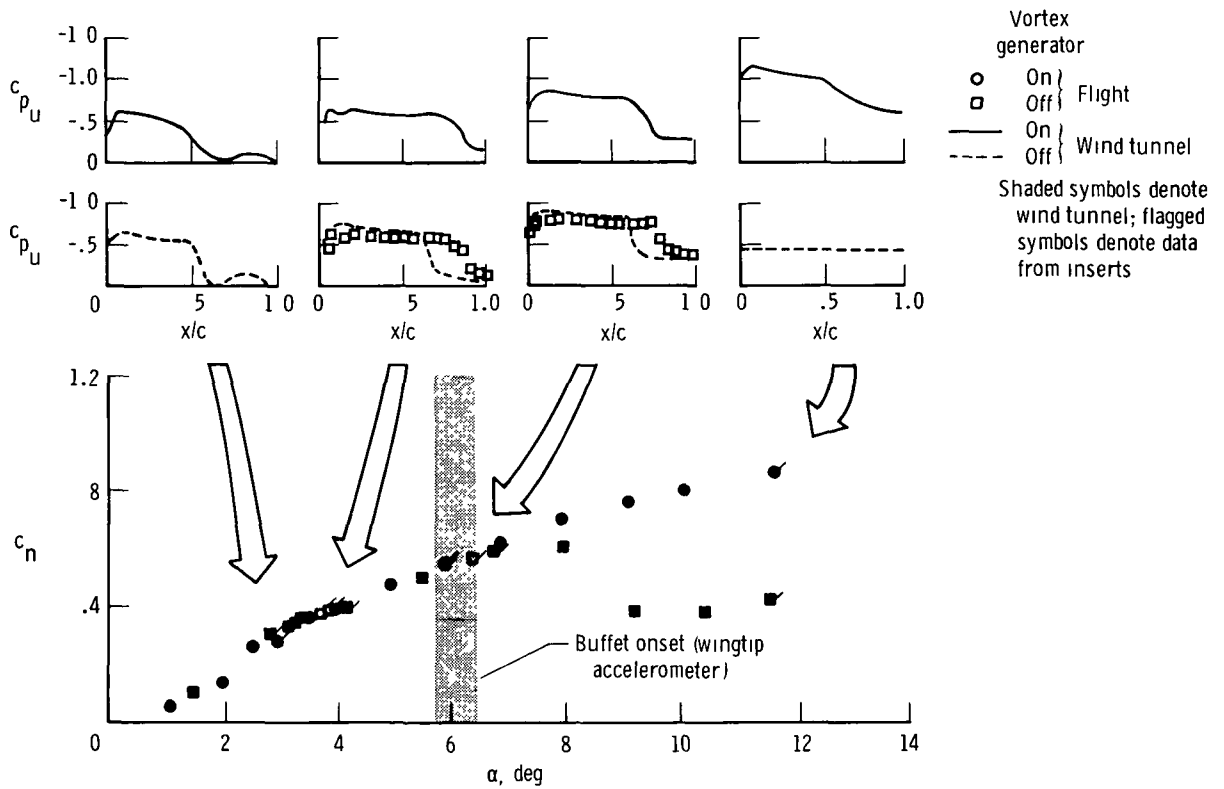 -1 0
-1.0
c p u
-.5
0
-1 0
c p u
-.5
0
0 5 1 0
x/c
0 5 1.0
x/c
0 5 1.0
x/c
0 .5 1.0
x/c
Vortex
generator
On
Off
Flight
On
Off
Wind tunnel
Shaded symbols denote
wind tunnel; flagged
symbols denote data
from inserts
1.2
8
c n
.4
Buffet onset (wingtip
accelerometer)
0 2 4 6 8 10 12 14
α, deg